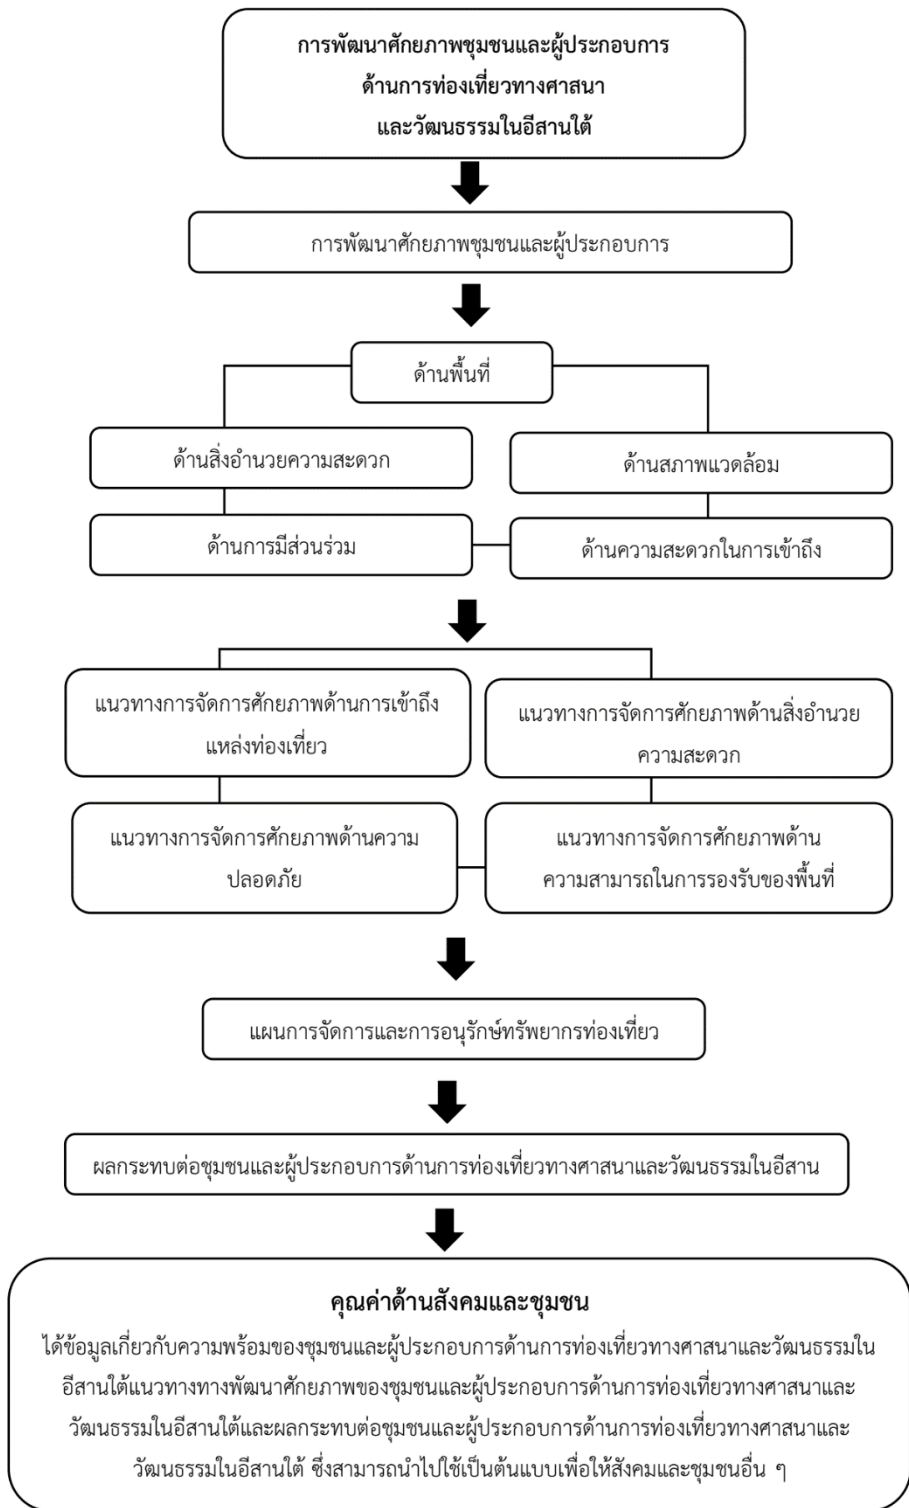 การพัฒนาศักยภาพชุมชนและผู้ประกอบการ
ด้านการท่องเที่ยวทางศาสนา
และวัฒนธรรมในอีสานใต้
การพัฒนาศักยภาพชุมชนและผู้ประกอบการ
ด้านพื้นที่
ด้านสิ่งอำนวยความสะดวก
ด้านสภาพแวดล้อม
ด้านการมีส่วนร่วม
ด้านความสะดวกในการเข้าถึง
แนวทางการจัดการศักยภาพด้านการเข้าถึง
แหล่งท่องเที่ยว
แนวทางการจัดการศักยภาพด้านสิ่งอำนวย
ความสะดวก
แนวทางการจัดการศักยภาพด้านความ
ปลอดภัย
แนวทางการจัดการศักยภาพด้าน
ความสามารถในการรองรับของพื้นที่
แผนการจัดการและการอนุรักษ์ทรัพยากรท่องเที่ยว
ผลกระทบต่อชุมชนและผู้ประกอบการด้านการท่องเที่ยวทางศาสนาและวัฒนธรรมในอีสาน
คุณค่าด้านสังคมและชุมชน
ได้ข้อมูลเกี่ยวกับความพร้อมของชุมชนและผู้ประกอบการด้านการท่องเที่ยวทางศาสนาและวัฒนธรรมใน
อีสานใต้แนวทางทางพัฒนาศักยภาพของชุมชนและผู้ประกอบการด้านการท่องเที่ยวทางศาสนาและ
วัฒนธรรมในอีสานใต้และผลกระทบต่อชุมชนและผู้ประกอบการด้านการท่องเที่ยวทางศาสนาและ
วัฒนธรรมในอีสานใต้ ซึ่งสามารถนำไปใช้เป็นต้นแบบเพื่อให้สังคมและชุมชนอื่น ๆ